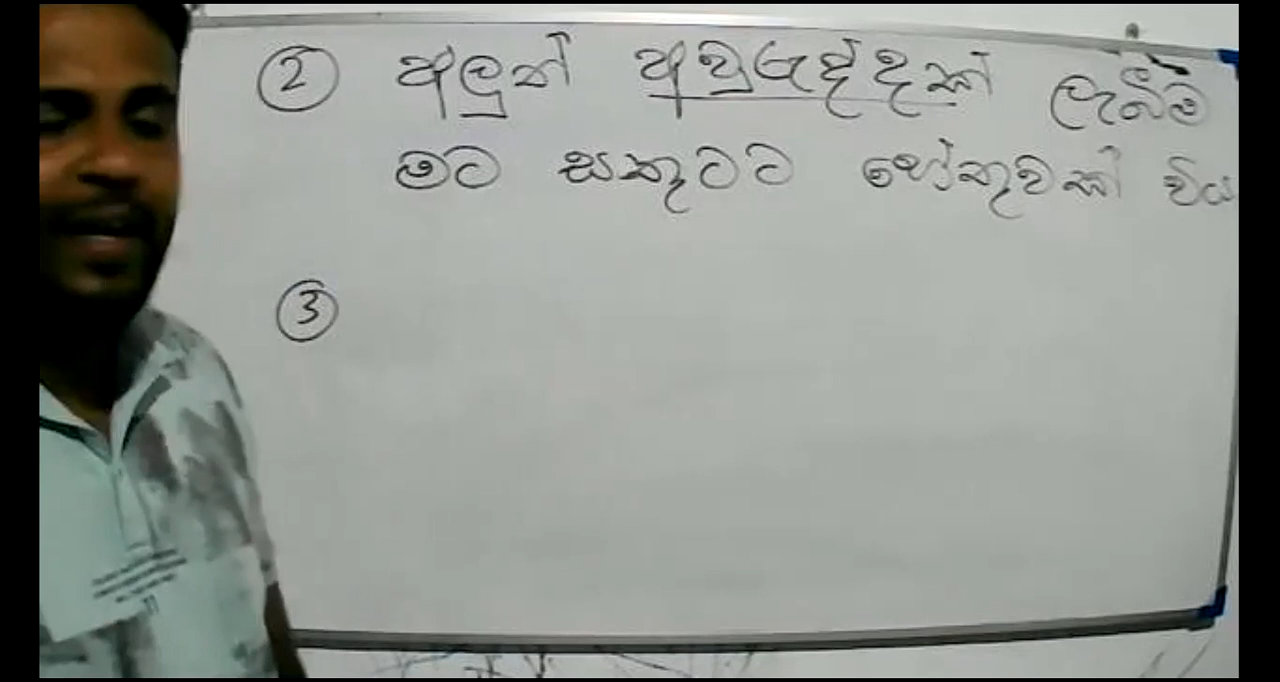 ② අලුත් අවුරුද්දක් ලැබීම
මට සතුටට හේතුවක් විය
③